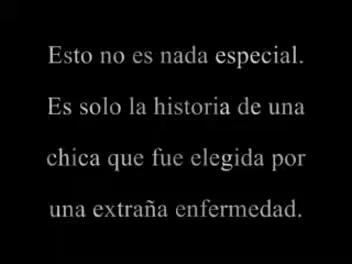 Esto no es nada especial.
Es solo la historia de una
chica que fue elegida por
una extraña enfermedad.